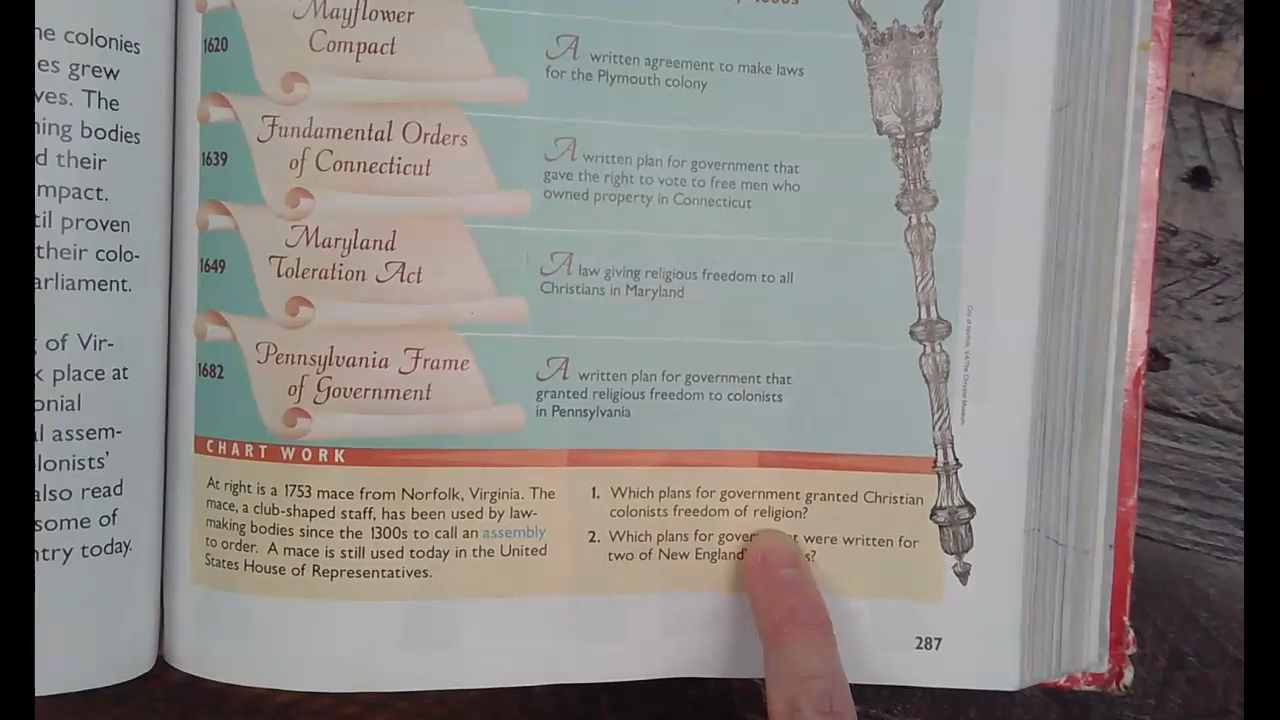 he colonies
es grew
ves. The
ning bodies
d their
mpact.
til proven
their colo-
arliament.
of Vir-
k place at
onial
al assem-
lonists'
also read
some of
ntry today.
1620
Mayflower
Compact
A written agreement to make laws
for the Plymouth colony
1639
Fundamental Orders
of Connecticut
A written plan for government that
gave the right to vote to free men who
owned property in Connecticut
1649
Maryland
Toleration Act
A law giving religious freedom to all
Christians in Maryland
1682
Pennsylvania Frame
of Government
A written plan for government that
granted religious freedom to colonists
in Pennsylvania
CHART WORK
At right is a 1753 mace from Norfolk, Virginia. The
mace, a club-shaped staff, has been used by law-
making bodies since the 1300s to call an assembly
to order. A mace is still used today in the United
States House of Representatives.
1. Which plans for government granted Christian
colonists freedom of religion?
2. Which plans for gover t were written for
two of New England' s?
287